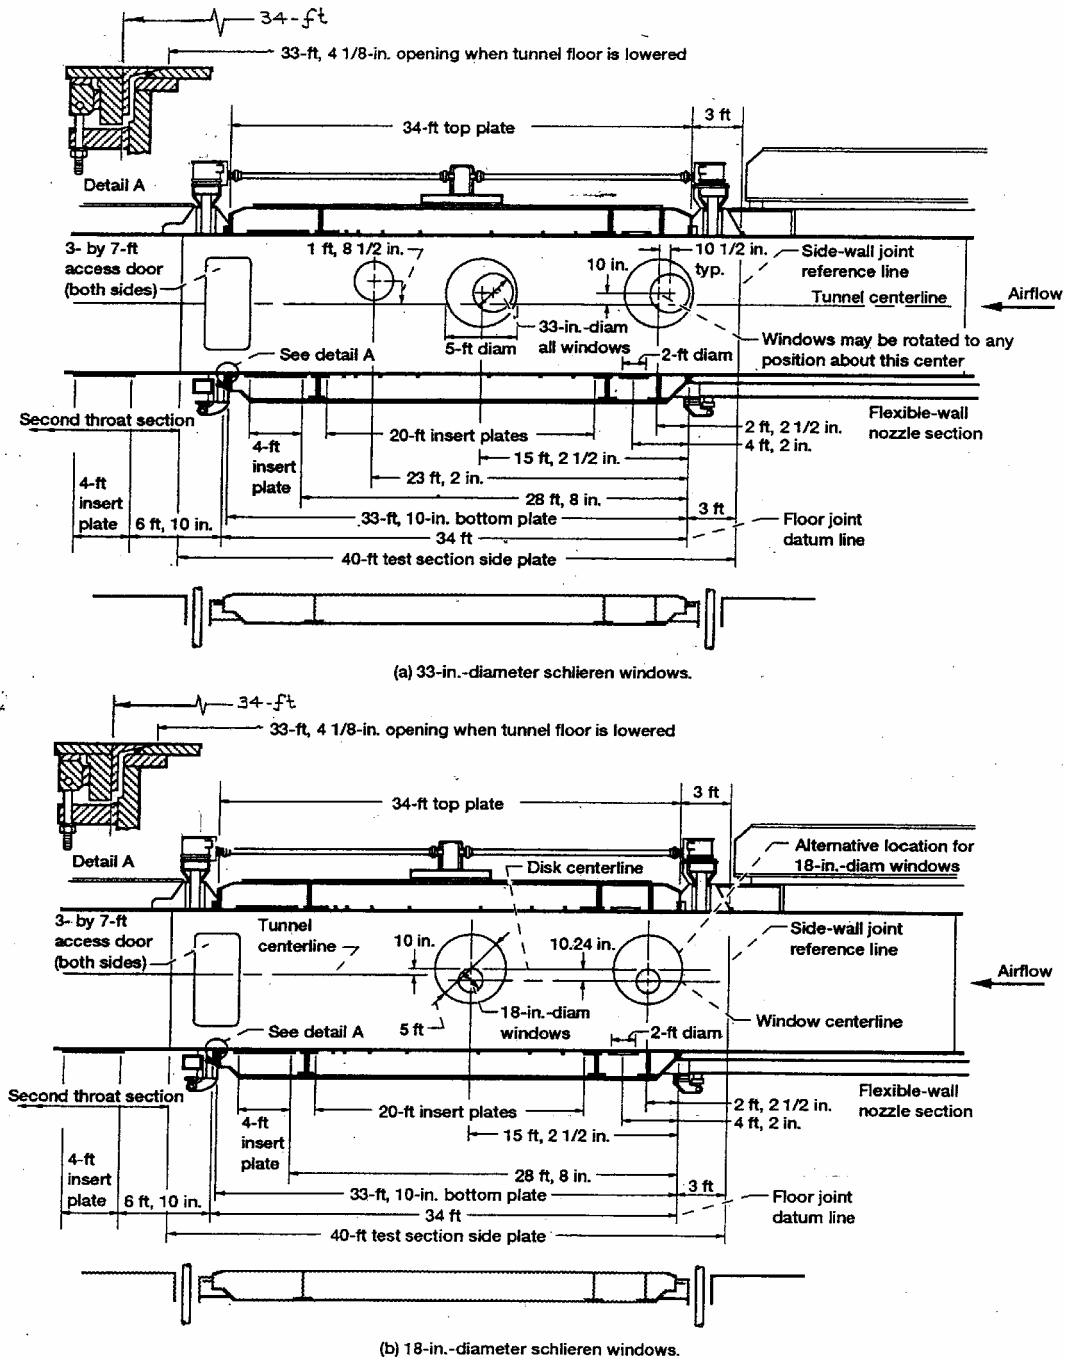 34-ft
33-ft, 4 1/8-in. opening when tunnel floor is lowered
34-ft top plate
3 ft
Detail A
3- by 7-ft
access door
(both sides)
1 ft, 8 1/2 in.
10 in.
10 1/2 in.
typ.
Side-wall joint
reference line
Tunnel centerline
Airflow
33-in.-diam
all windows
5-ft diam
Windows may be rotated to any
position about this center
See detail A
2-ft diam
Second throat section
Flexible-wall
nozzle section
20-ft insert plates
2 ft, 2 1/2 in.
4 ft, 2 in.
4-ft
insert
plate
15 ft, 2 1/2 in.
23 ft, 2 in.
28 ft, 8 in.
4-ft
insert
plate
6 ft, 10 in.
33-ft, 10-in. bottom plate
3 ft
Floor joint
datum line
34 ft
40-ft test section side plate
(a) 33-in.-diameter schlieren windows.
34-ft
33-ft, 4 1/8-in. opening when tunnel floor is lowered
34-ft top plate
3 ft
Detail A
Disk centerline
Alternative location for
18-in.-diam windows
3- by 7-ft
access door
(both sides)
Tunnel
centerline
10 in.
10.24 in.
Side-wall joint
reference line
Airflow
5 ft
18-in.-diam
windows
Window centerline
See detail A
2-ft diam
Second throat section
Flexible-wall
nozzle section
20-ft insert plates
2 ft, 2 1/2 in.
4 ft, 2 in.
4-ft
insert
plate
15 ft, 2 1/2 in.
28 ft, 8 in.
4-ft
insert
plate
6 ft, 10 in.
33-ft, 10-in. bottom plate
3 ft
Floor joint
datum line
34 ft
40-ft test section side plate
(b) 18-in.-diameter schlieren windows.